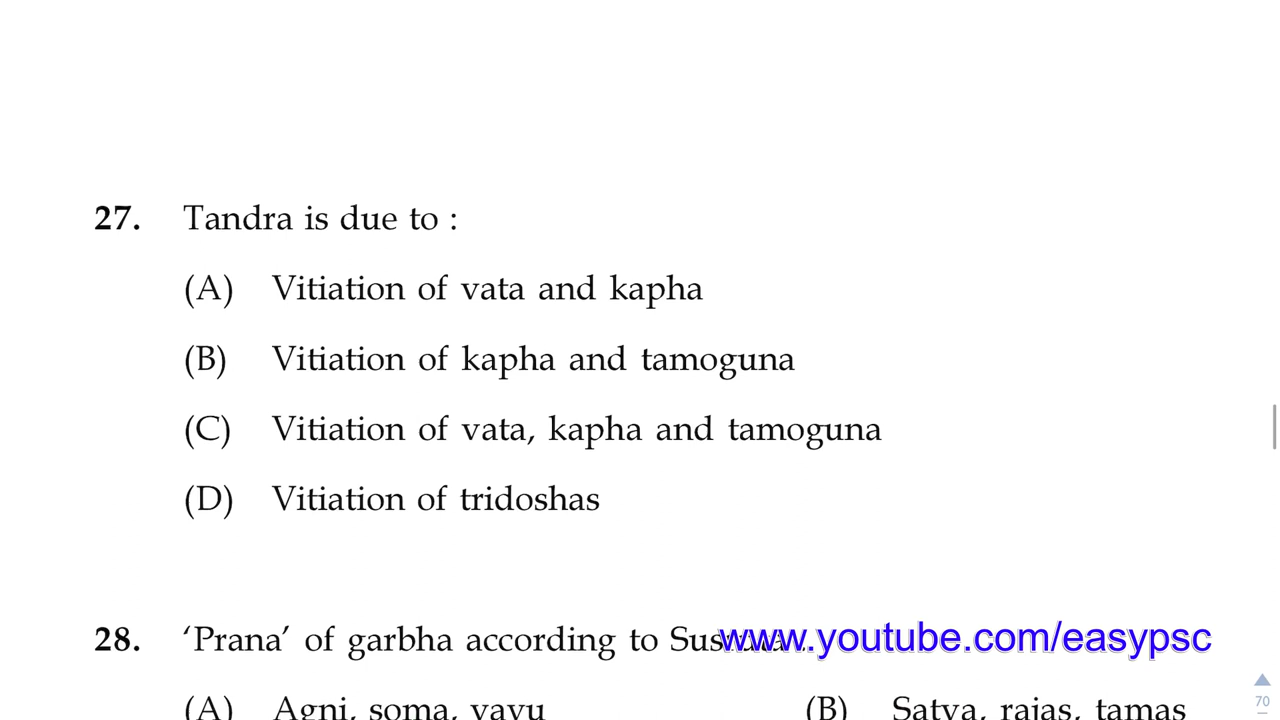 27. Tandra is due to :
(A) Vitiation of vata and kapha
(B) Vitiation of kapha and tamoguna
(C) Vitiation of vata, kapha and tamoguna
(D) Vitiation of tridoshas
28. ‘Prana’ of garbha according to
www.youtube.com/easypsc
(A) Agni, soma, vayu (B) Satva, rajas, tamas
70